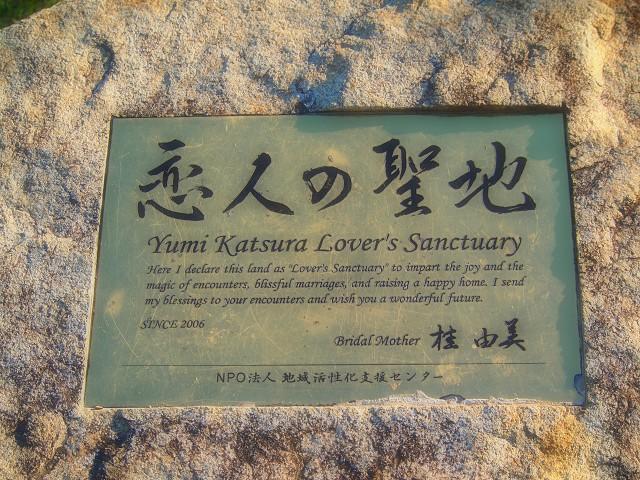 恋人の聖地
Yumi Katsura Lover's Sanctuary
Here I declare this land as "Lover's Sanctuary" to impart the joy and the
magic of encounters, blissful marriages, and raising a happy home. I send
my blessings to your encounters and wish you a wonderful future.
SINCE 2006
Bridal Mother 桂 由美
NPO法人 地域活性化支援センター